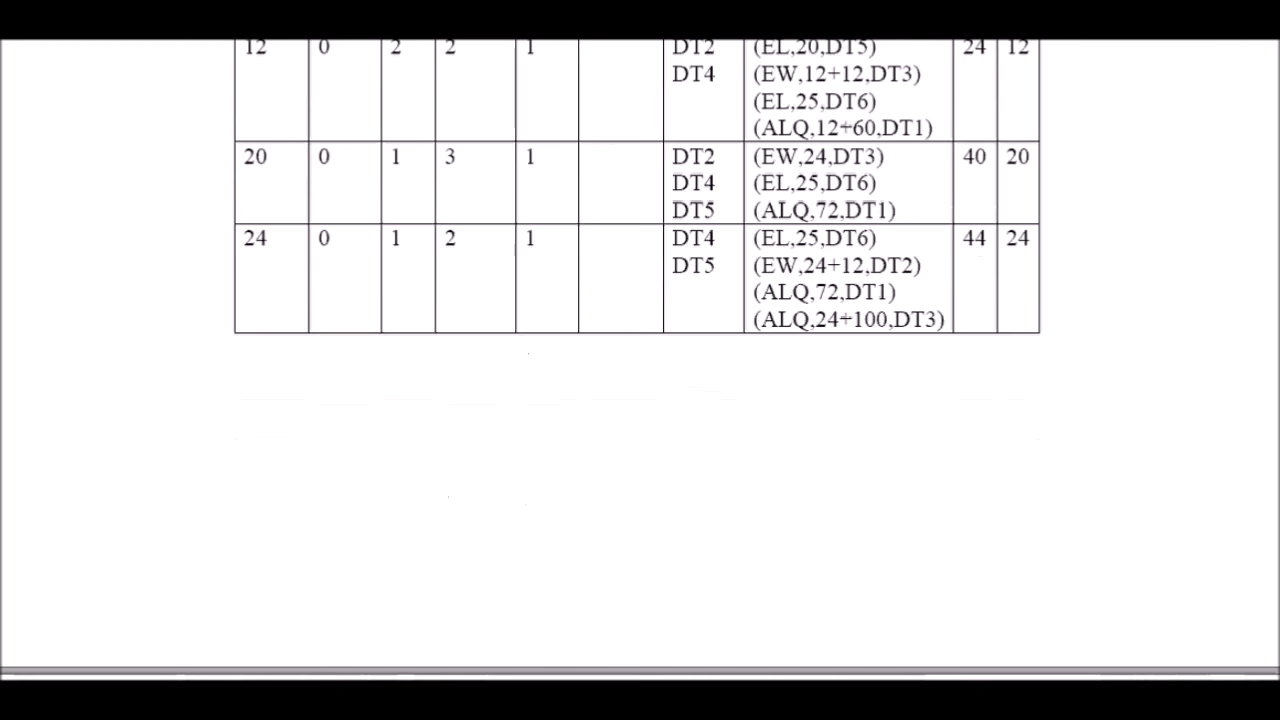 12 0 2 2 1 DT2 (EL,20,DT5) 24 12
DT4 (EW,12+12,DT3)
(EL,25,DT6)
(ALQ,12+60,DT1)
20 0 1 3 1 DT2 (EW,24,DT3) 40 20
DT4 (EL,25,DT6)
DT5 (ALQ,72,DT1)
24 0 1 2 1 DT4 (EL,25,DT6) 44 24
DT5 (EW,24+12,DT2)
(ALQ,72,DT1)
(ALQ,24+100,DT3)